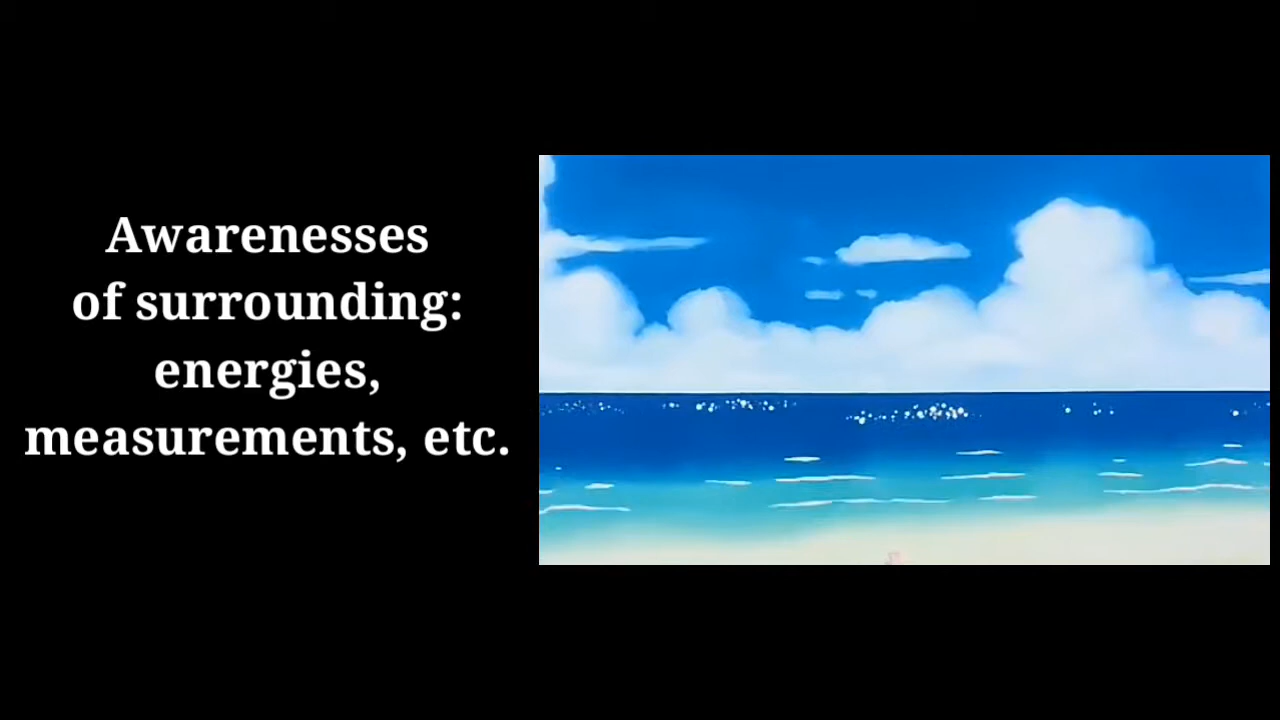 Awarenesses
of surrounding:
energies,
measurements, etc.